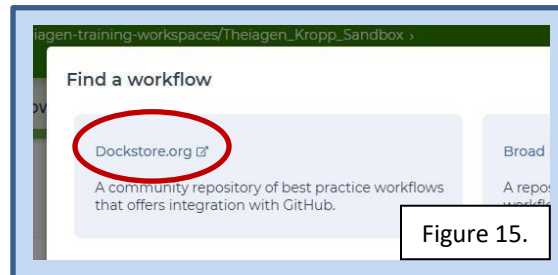 iagen-training-workspaces/Theiagen_Kropp_Sandbox ›
Find a workflow
Dockstore.org
A community repository of best practice workflows
that offers integration with GitHub.
Broad
A repos
Figure 15.